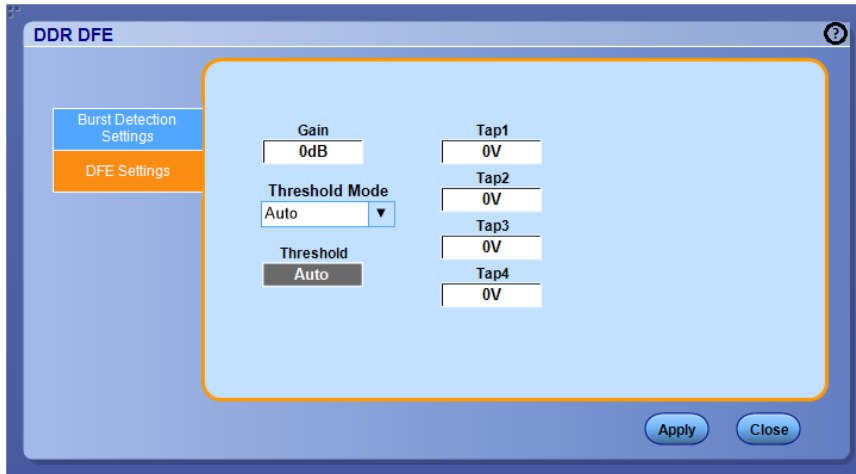 DDR DFE
?
Burst Detection
Settings
DFE Settings
Gain
0dB
Threshold Mode
Auto
Threshold
Auto
Tap1
0V
Tap2
0V
Tap3
0V
Tap4
0V
Apply
Close